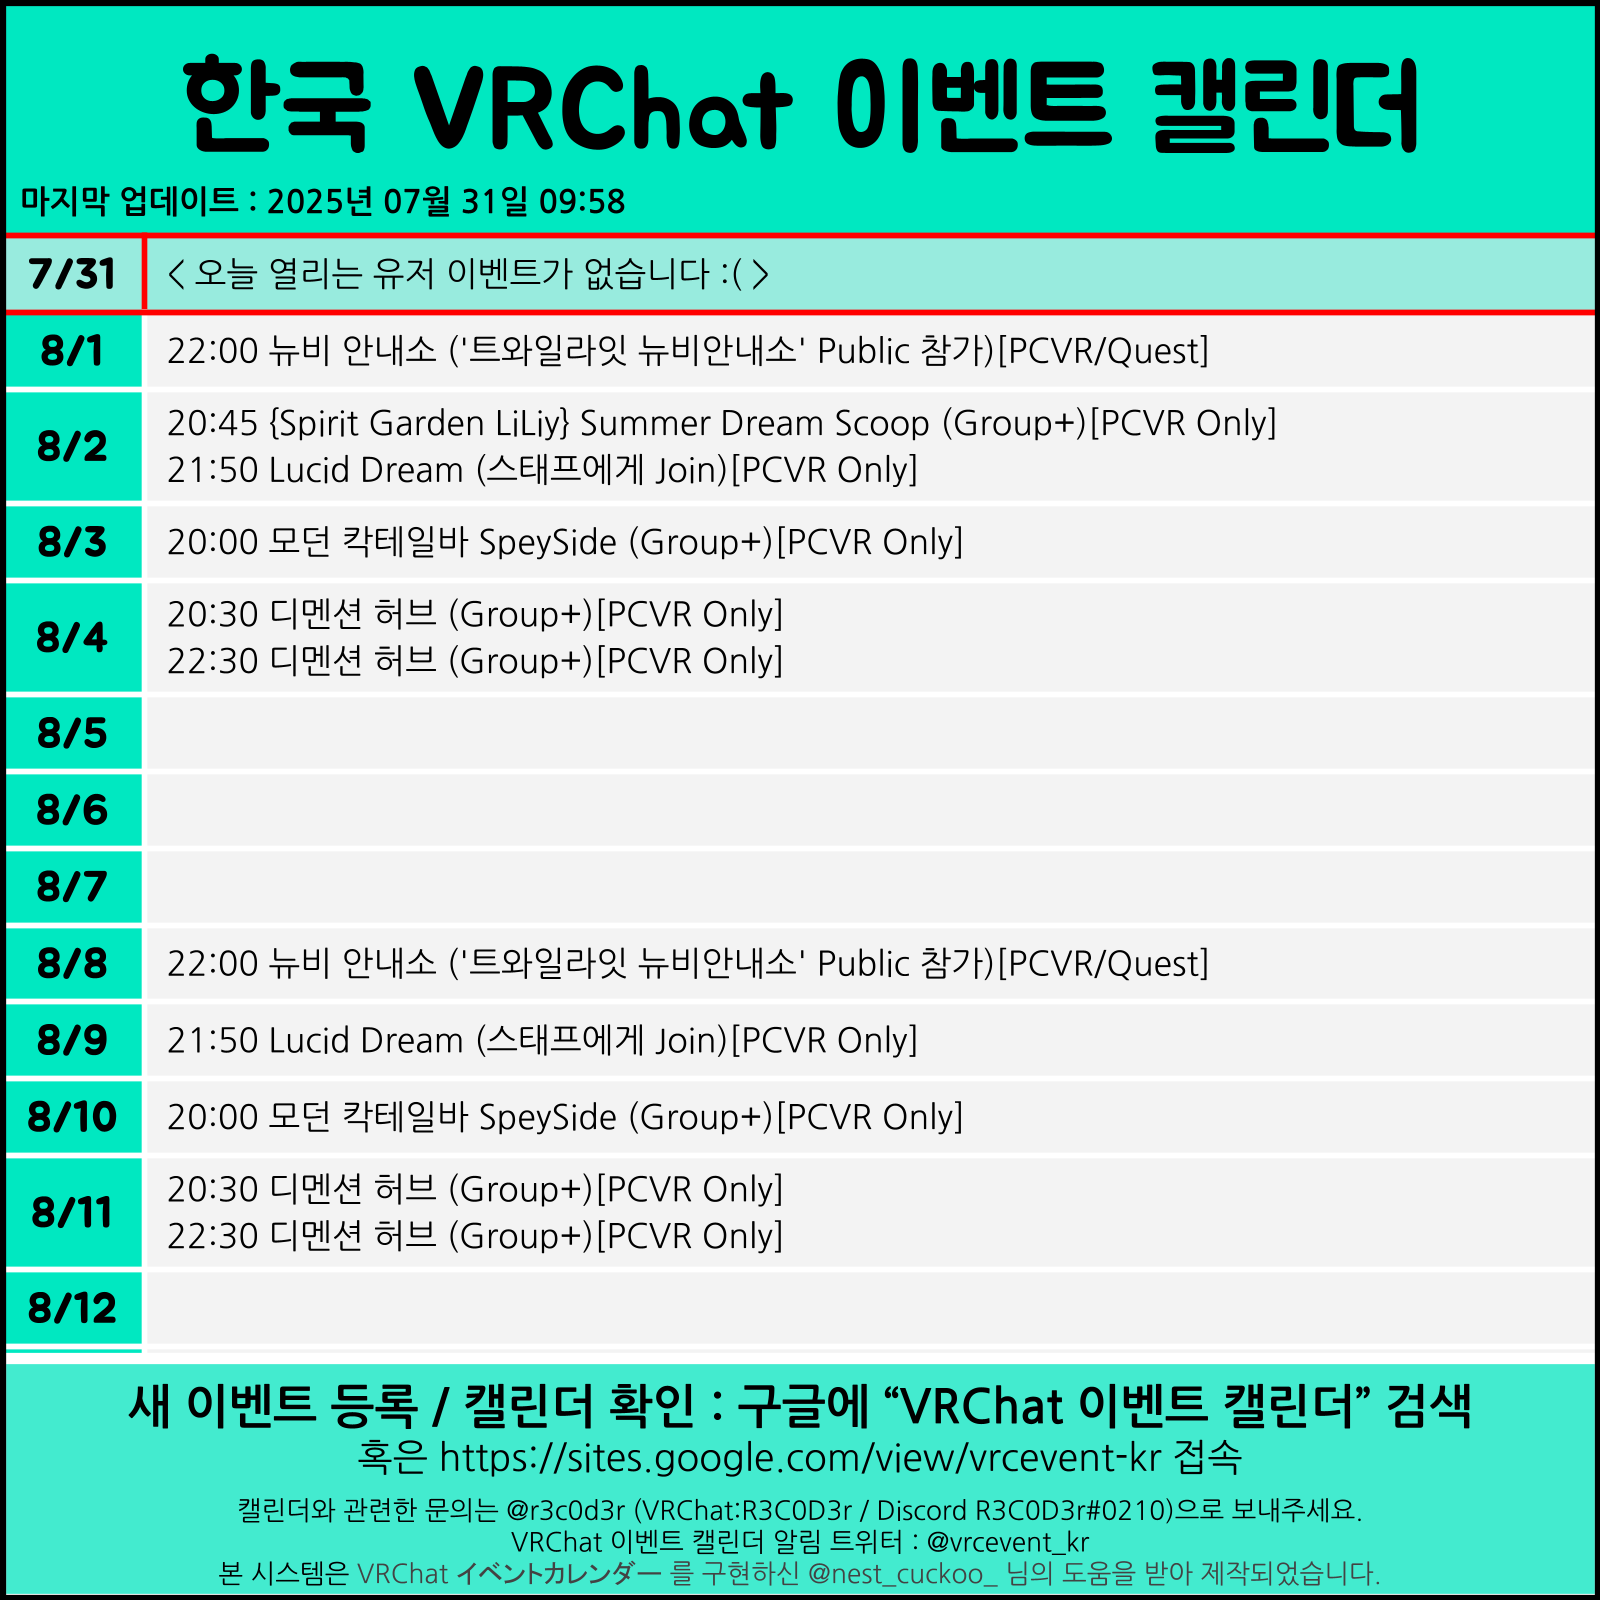 한국 VRChat 이벤트 캘린더
마지막 업데이트 : 2025년 07월 31일 09:58
7/31 < 오늘 열리는 유저 이벤트가 없습니다 :( >
8/1 22:00 뉴비 안내소 ('트와일라잇 뉴비안내소' Public 참가)[PCVR/Quest]
8/2 20:45 {Spirit Garden LiLiy} Summer Dream Scoop (Group+)[PCVR Only]
21:50 Lucid Dream (스태프에게 Join)[PCVR Only]
8/3 20:00 모던 칵테일바 SpeySide (Group+)[PCVR Only]
8/4 20:30 디멘션 허브 (Group+)[PCVR Only]
22:30 디멘션 허브 (Group+)[PCVR Only]
8/5
8/6
8/7
8/8 22:00 뉴비 안내소 ('트와일라잇 뉴비안내소' Public 참가)[PCVR/Quest]
8/9 21:50 Lucid Dream (스태프에게 Join)[PCVR Only]
8/10 20:00 모던 칵테일바 SpeySide (Group+)[PCVR Only]
8/11 20:30 디멘션 허브 (Group+)[PCVR Only]
22:30 디멘션 허브 (Group+)[PCVR Only]
8/12
새 이벤트 등록 / 캘린더 확인 : 구글에 “VRChat 이벤트 캘린더” 검색
혹은 https://sites.google.com/view/vrcevent-kr 접속
캘린더와 관련한 문의는 @r3c0d3r (VRChat:R3C0D3r / Discord R3C0D3r#0210)으로 보내주세요.
VRChat 이벤트 캘린더 알림 트위터 : @vrcevent_kr
본 시스템은 VRChat イベントカレンダー 를 구현하신 @nest_cuckoo_ 님의 도움을 받아 제작되었습니다.